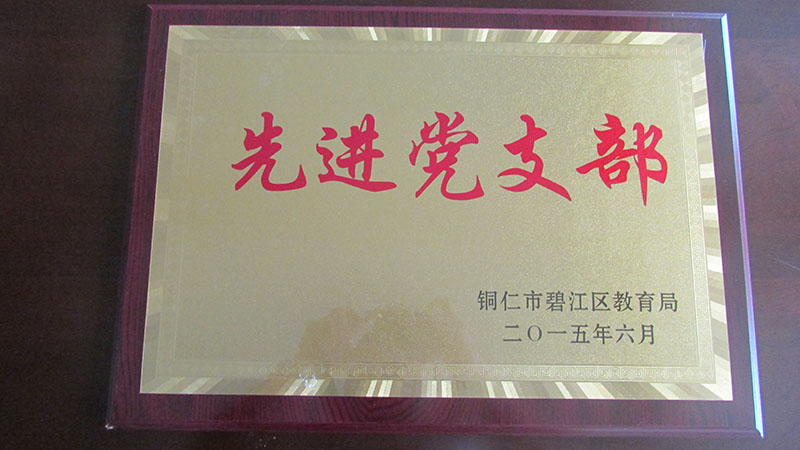 先进党支部
铜仁市碧江区教育局
二〇一五年六月